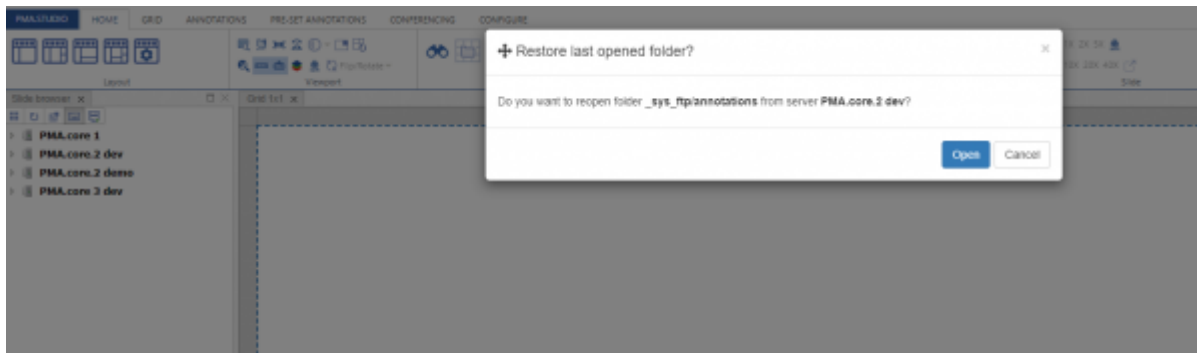 PMA.STUDIO HOME GRID ANNOTATIONS PRE-SET ANNOTATIONS CONFERENCING CONFIGURE
Restore last opened folder?
Do you want to reopen folder _sys_ftp/annotations from server PMA.core.2 dev?
Open Cancel
Flip/Rotate
Layout Viewport Slide
Slide browser Grid 1x1
PMA.core 1
PMA.core.2 dev
PMA.core.2 demo
PMA.core 3 dev